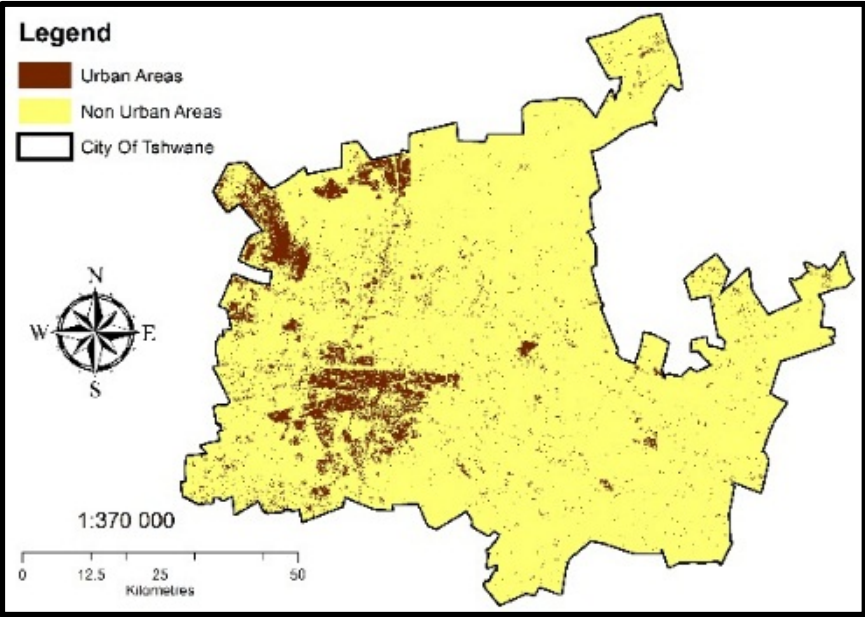 Legend
Urban Areas
Non Urban Areas
City Of Tshwane
N
W E
S
1:370 000
0 12.5 25 50
Kilometres